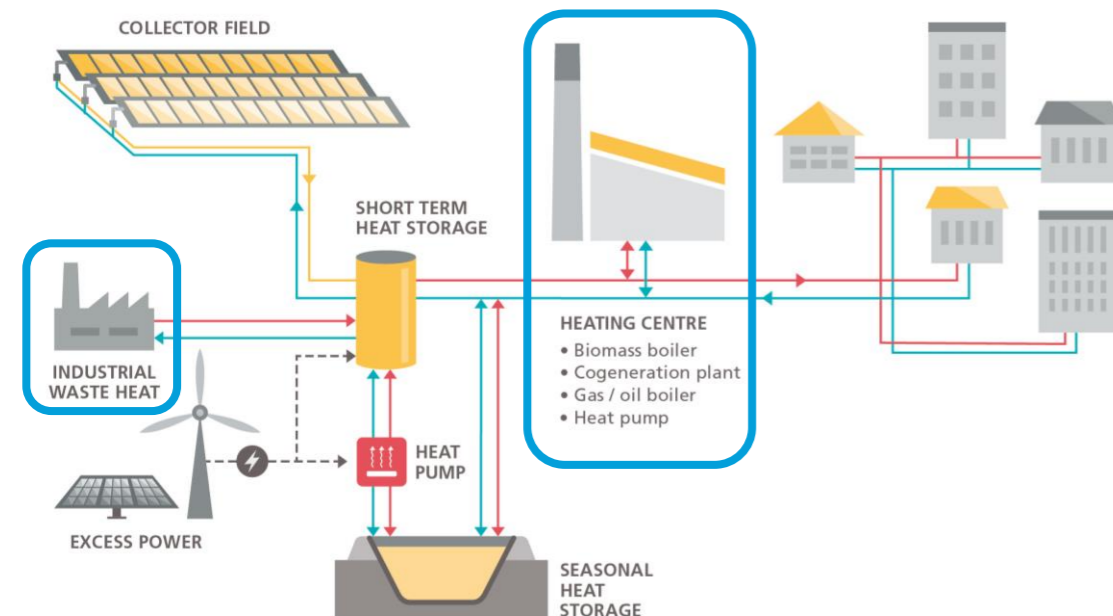 COLLECTOR FIELD
SHORT TERM
HEAT STORAGE
INDUSTRIAL
WASTE HEAT
HEATING CENTRE
• Biomass boiler
• Cogeneration plant
• Gas / oil boiler
• Heat pump
HEAT
PUMP
EXCESS POWER
SEASONAL
HEAT
STORAGE